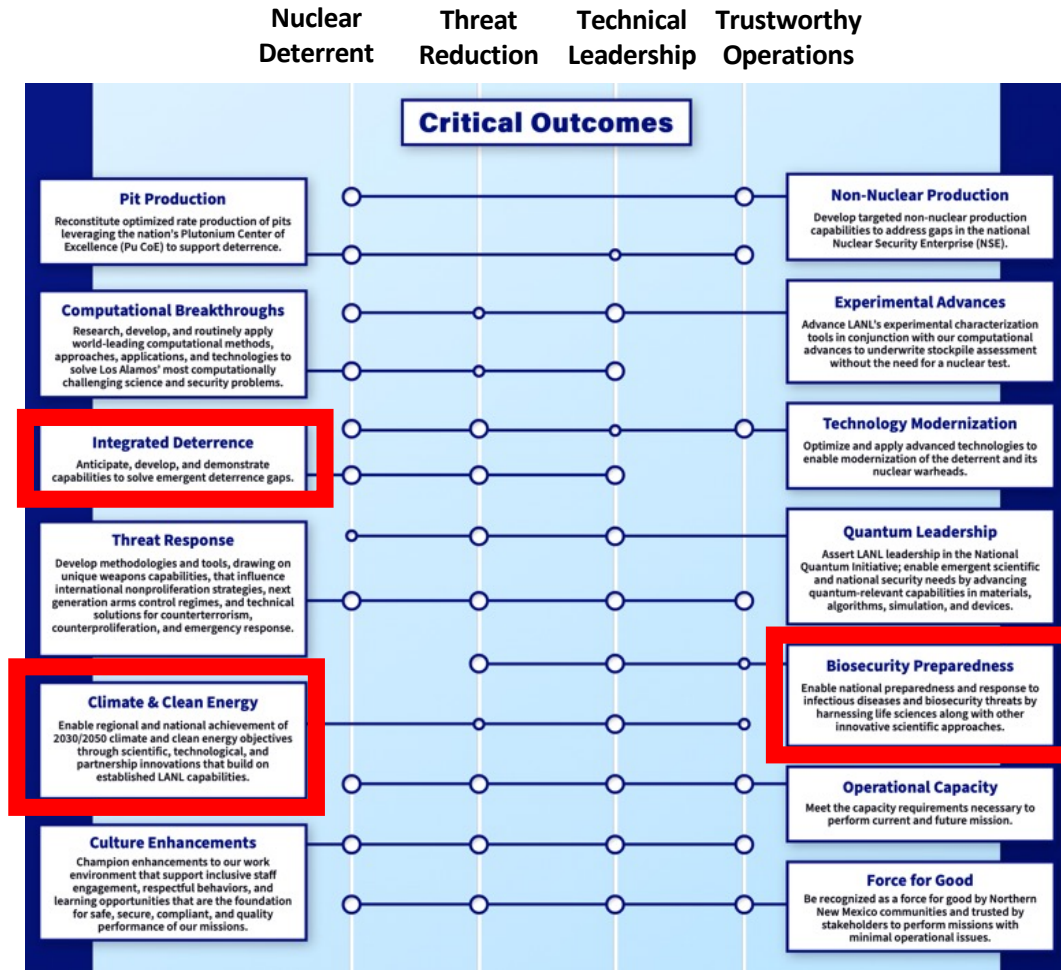 Nuclear Deterrent
Threat Reduction
Technical Leadership
Trustworthy Operations
Critical Outcomes
Pit Production
Reconstitute optimized rate production of pits
leveraging the nation's Plutonium Center of
Excellence (Pu CoE) to support deterrence.
Non-Nuclear Production
Develop targeted non-nuclear production
capabilities to address gaps in the national
Nuclear Security Enterprise (NSE).
Computational Breakthroughs
Research, develop, and routinely apply
world-leading computational methods,
approaches, applications, and technologies to
solve Los Alamos' most computationally
challenging science and security problems.
Experimental Advances
Advance LANL's experimental characterization
tools in conjunction with our computational
advances to underwrite stockpile assessment
without the need for a nuclear test.
Integrated Deterrence
Anticipate, develop, and demonstrate
capabilities to solve emergent deterrence gaps.
Technology Modernization
Optimize and apply advanced technologies to
enable modernization of the deterrent and its
nuclear warheads.
Threat Response
Develop methodologies and tools, drawing on
unique weapons capabilities, that influence
international nonproliferation strategies, next
generation arms control regimes, and technical
solutions for counterterrorism,
counterproliferation, and emergency response.
Quantum Leadership
Assert LANL leadership in the National
Quantum Initiative; enable emergent scientific
and national security needs by advancing
quantum-relevant capabilities in materials,
algorithms, simulation, and devices.
Climate & Clean Energy
Enable regional and national achievement of
2030/2050 climate and clean energy objectives
through scientific, technological, and
partnership innovations that build on
established LANL capabilities.
Biosecurity Preparedness
Enable national preparedness and response to
infectious diseases and biosecurity threats by
harnessing life sciences along with other
innovative scientific approaches.
Operational Capacity
Meet the capacity requirements necessary to
perform current and future mission.
Culture Enhancements
Champion enhancements to our work
environment that support inclusive staff
engagement, respectful behaviors, and
learning opportunities that are the foundation
for safe, secure, compliant, and quality
performance of our missions.
Force for Good
Be recognized as a force for good by Northern
New Mexico communities and trusted by
stakeholders to perform missions with
minimal operational issues.